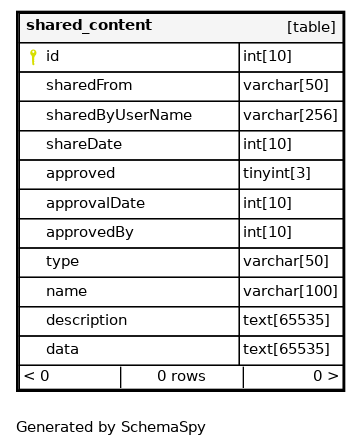 shared_content [table]
id int[10]
sharedFrom varchar[50]
sharedByUserName varchar[256]
shareDate int[10]
approved tinyint[3]
approvalDate int[10]
approvedBy int[10]
type varchar[50]
name varchar[100]
description text[65535]
data text[65535]
< 0 0 rows 0 >
Generated by SchemaSpy